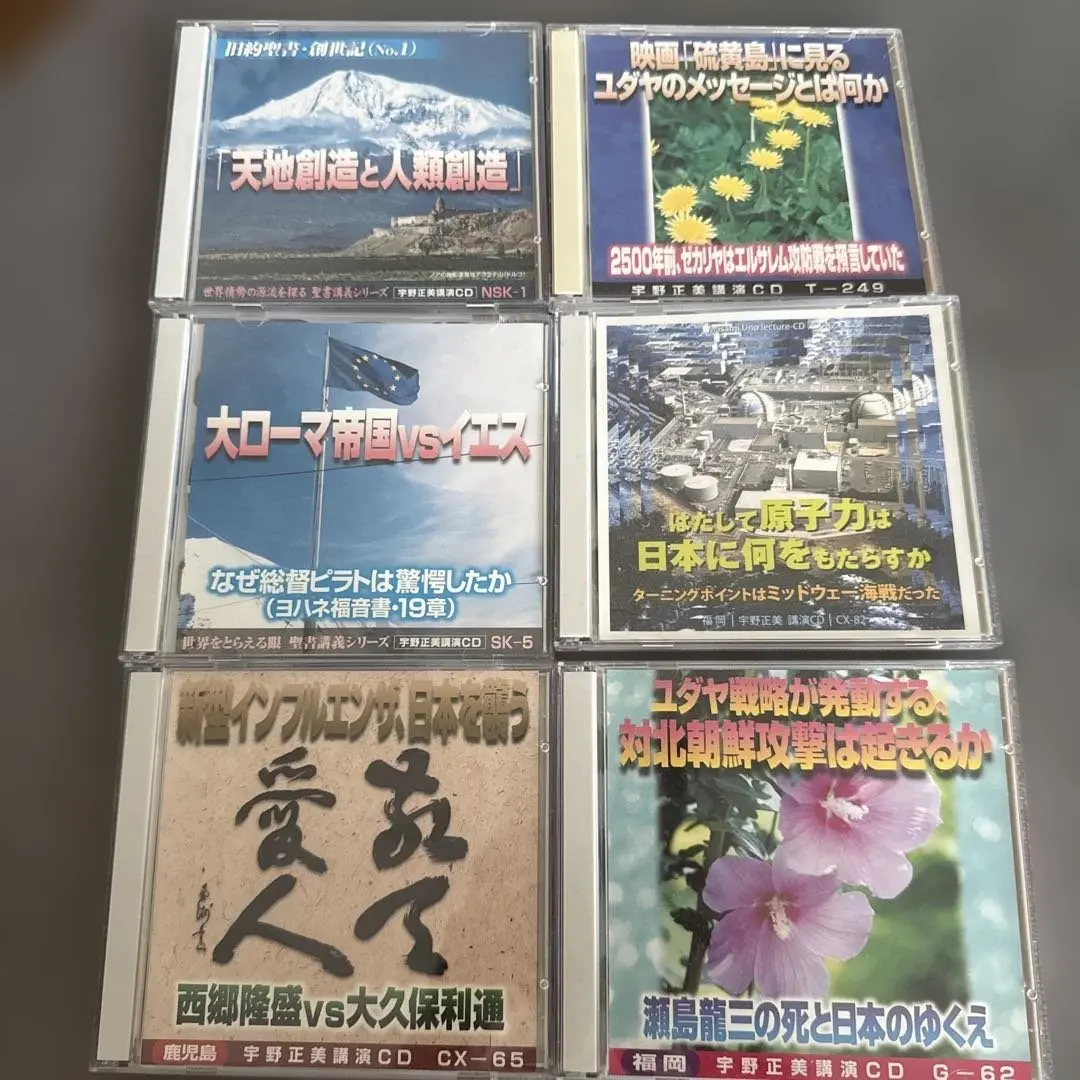 旧約聖書・創世記(No.1)
「天地創造と人類創造」
世界情勢の源流を探る 聖書講義シリーズ 宇野正美講演CD NSK-1
映画「硫黄島」に見る
ユダヤのメッセージとは何か
2500年前、ゼカリヤはエルサレム攻防戦を預言していた
宇野正美講演CD T-249
大ローマ帝国vsイエス
なぜ総督ピラトは驚愕したか
(ヨハネ福音書・19章)
世界をとらえる眼 聖書講義シリーズ 宇野正美講演CD SK-5
Masami Uno lecture-CD
はたして原子力は
日本に何をもたらすか
ターニングポイントはミッドウェー海戦だった
福岡 | 宇野正美 講演CD | CX-82
新型インフルエンザ、日本を襲う
敬天
愛人
西郷隆盛vs大久保利通
鹿児島 宇野正美講演CD CX-65
ユダヤ戦略が発動する、
対北朝鮮攻撃は起きるか
瀬島龍三の死と日本のゆくえ
福岡 宇野正美講演CD G-62